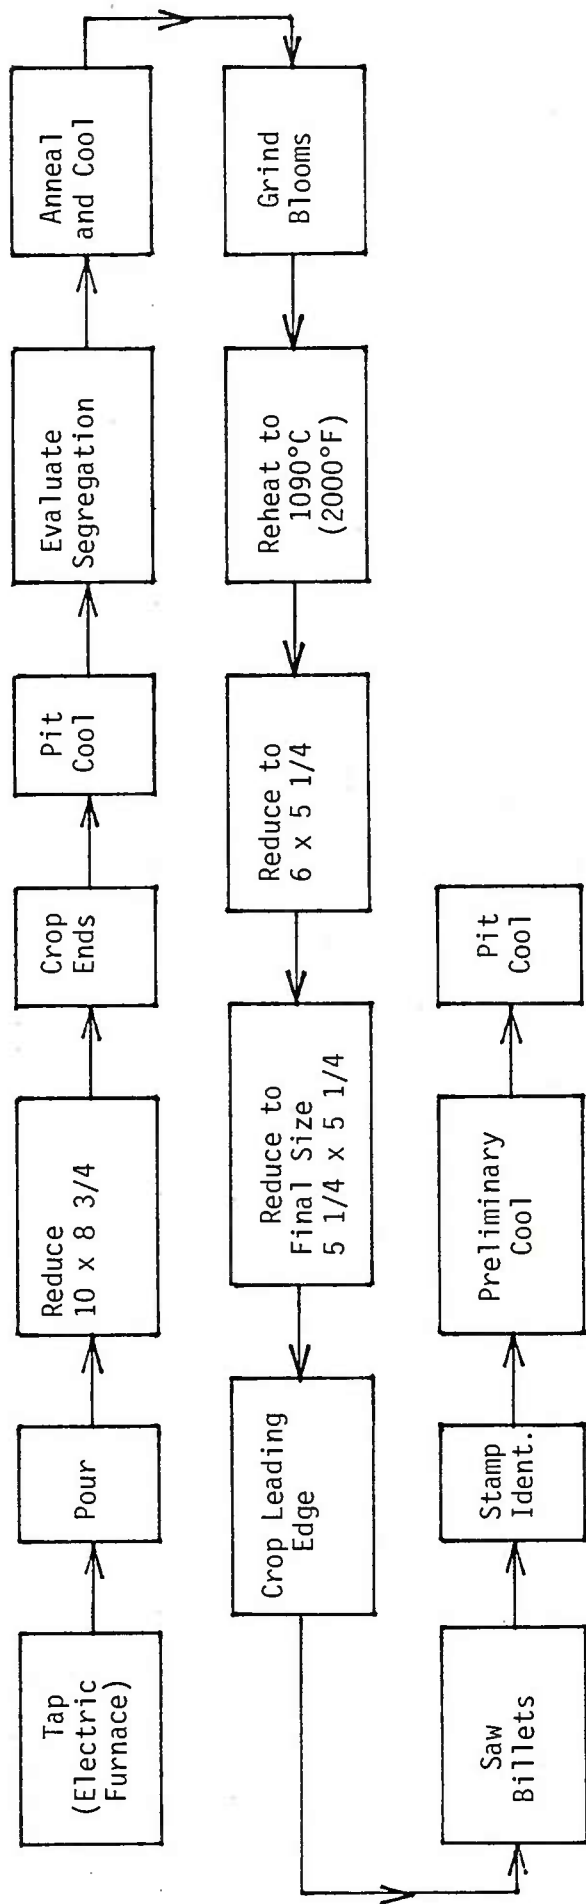 Tap
(Electric
Furnace)
Pour
Reduce
10 x 8 3/4
Crop
Ends
Pit
Cool
Evaluate
Segregation
Anneal
and Cool
Grind
Blooms
Reheat to
1090°C
(2000°F)
Reduce to
6 x 5 1/4
Reduce to
Final Size
5 1/4 x 5 1/4
Crop Leading
Edge
Saw
Billets
Stamp
Ident.
Preliminary
Cool
Pit
Cool